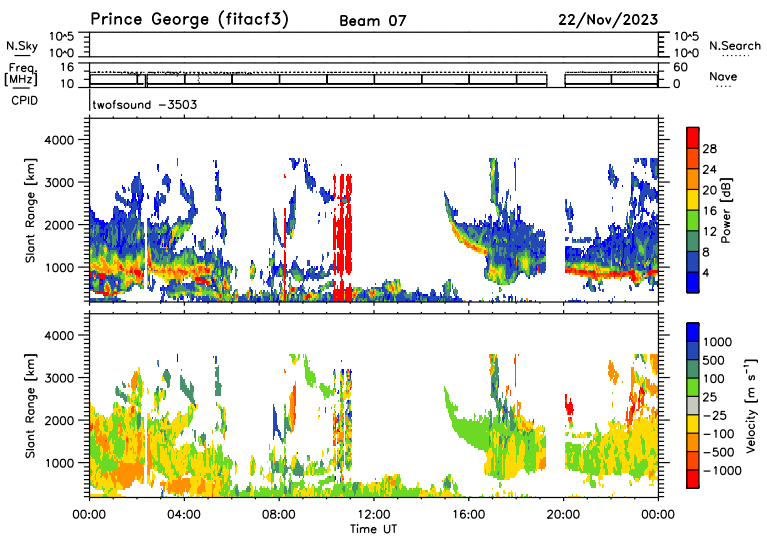 Prince George (fitacf3) Beam 07 22/Nov/2023
N.Sky 10^5 10^0 10^5 10^0 N.Search
Freq. [MHz] 16 10 60 0 Nave
CPID twofsound -3503
Slant Range [km] 4000 3000 2000 1000
Power [dB] 28 24 20 16 12 8 4
Slant Range [km] 4000 3000 2000 1000
Velocity [m s⁻¹] 1000 500 100 25 -25 -100 -500 -1000
00:00 04:00 08:00 12:00 16:00 20:00 00:00
Time UT